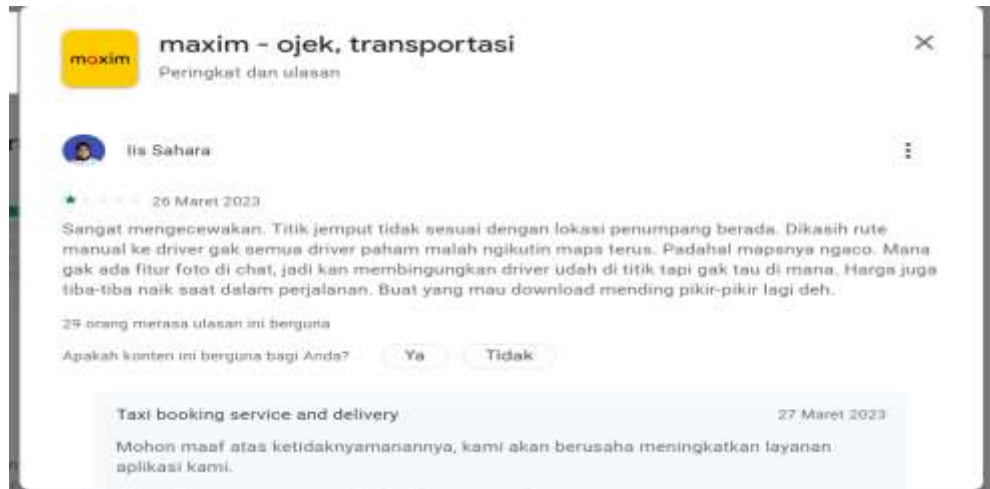 maxim
maxim - ojek, transportasi
Peringkat dan ulasan
Iis Sahara
26 Maret 2023
Sangat mengecewakan. Titik jemput tidak sesuai dengan lokasi penumpang berada. Dikasih rute
manual ke driver gak semua driver paham malah ngikutin maps terus. Padahal mapsnya ngaco. Mana
gak ada fitur foto di chat, jadi kan membingungkan driver udah di titik tapi gak tau di mana. Harga juga
tiba-tiba naik saat dalam perjalanan. Buat yang mau download mending pikir-pikir lagi deh.
29 orang merasa ulasan ini berguna
Apakah konten ini berguna bagi Anda?
Ya
Tidak
Taxi booking service and delivery
27 Maret 2023
Mohon maaf atas ketidaknyamanannya, kami akan berusaha meningkatkan layanan
aplikasi kami.